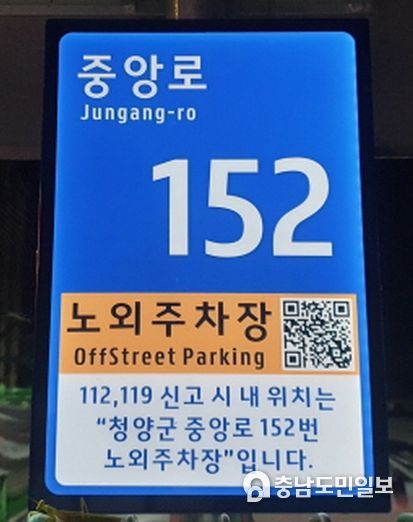 중앙로
Jungang-ro
152
노외주차장
OffStreet Parking
112,119 신고 시 내 위치는
“청양군 중앙로 152번
노외주차장”입니다.
충남도민일보